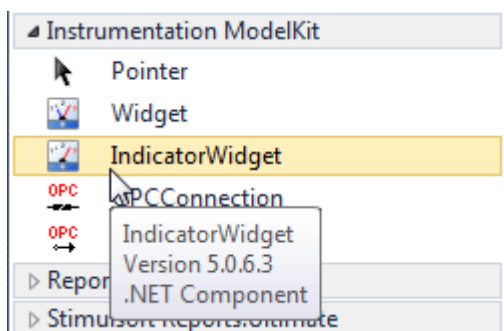 Instrumentation ModelKit
Pointer
Widget
IndicatorWidget
OPC
PCConnection
OPC
IndicatorWidget
Version 5.0.6.3
.NET Component
Repor
Stimulsoft Reports.Ultimate